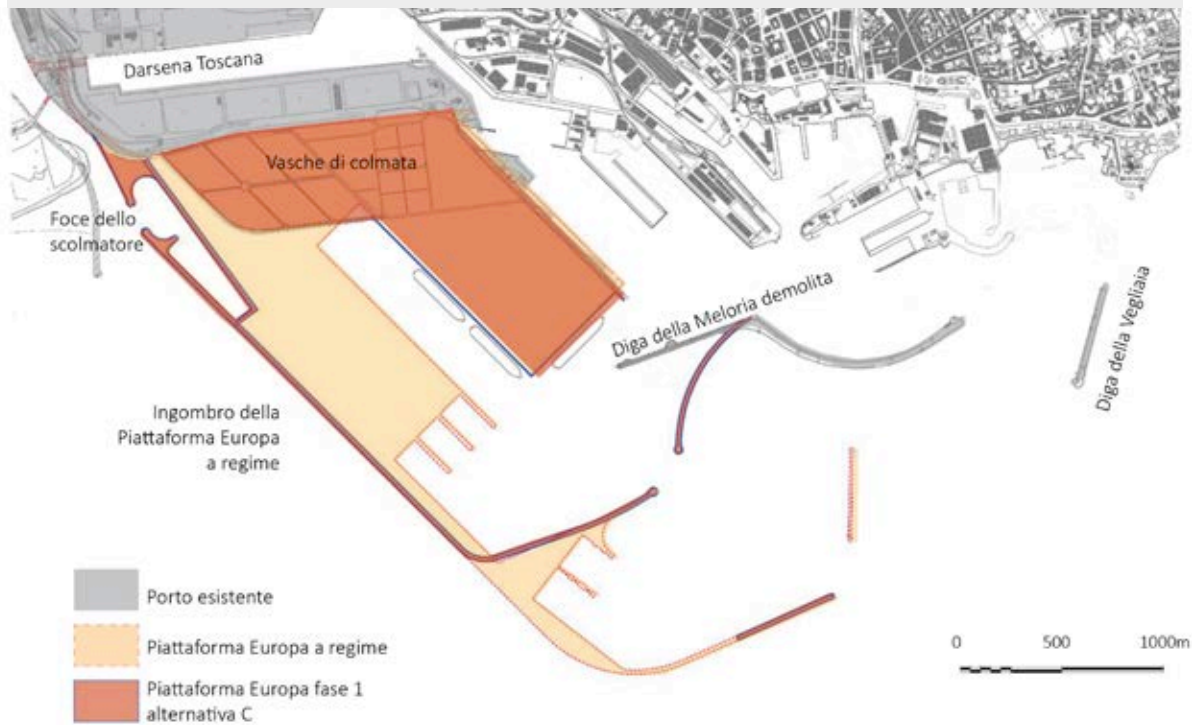 Darsena Toscana
Vasche di colmata
Foce dello
scolmatore
Diga della Meloria demolita
Diga della Vegliaia
Ingombro della
Piattaforma Europa
a regime
Porto esistente
Piattaforma Europa a regime
Piattaforma Europa fase 1
alternativa C
0 500 1000m